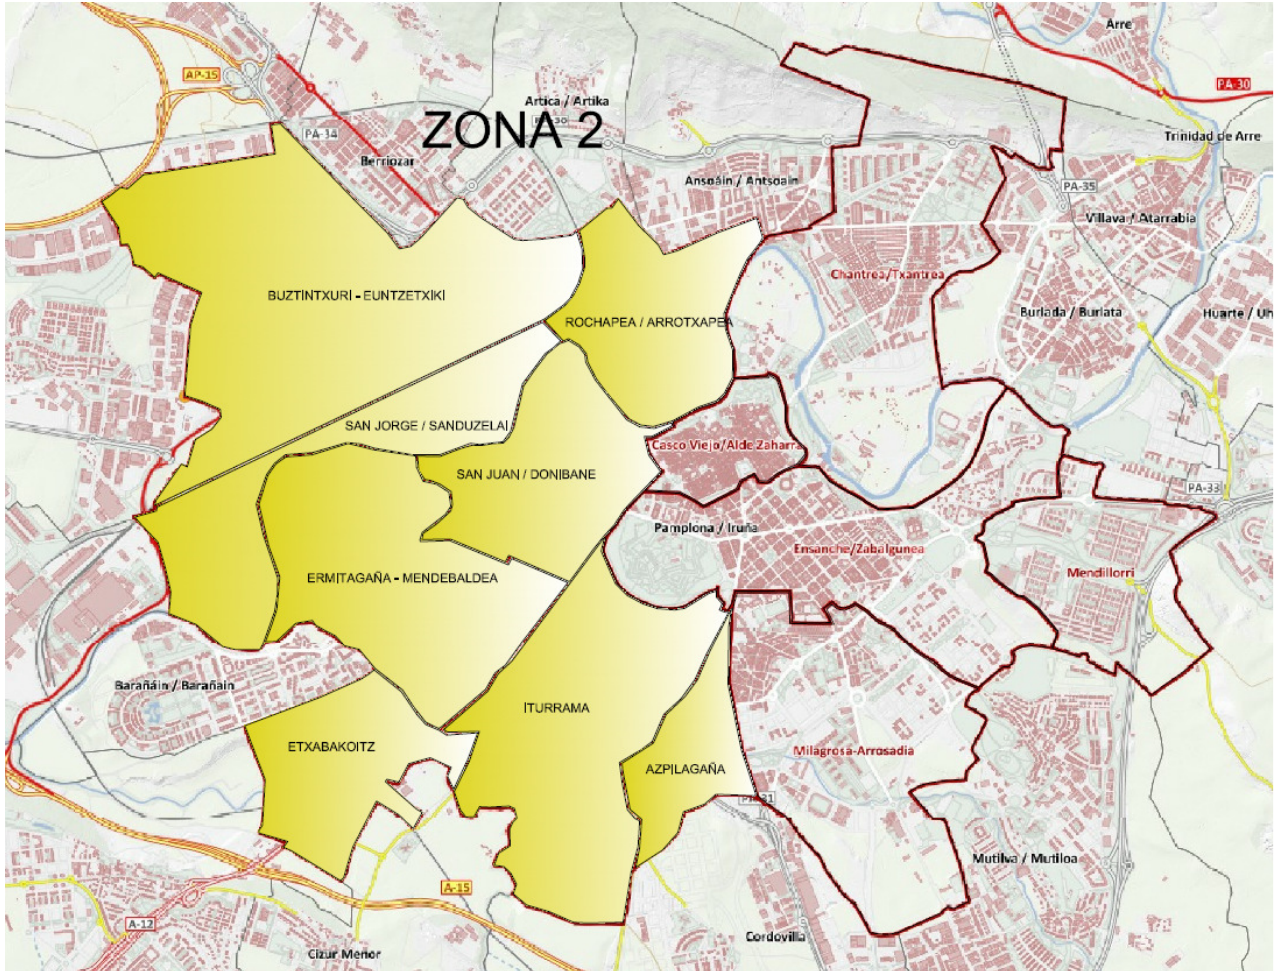 Arre
AP-15
PA-30
Artica / Artika
PA-34
ZONA 2
Trinidad de Arre
Berriozar
Ansoáin / Antsoain
PA-35
Villava / Atarrabia
Chantrea/Txantrea
BUZTINTXURI - EUNTZETXIKI
ROCHAPEA / ARROTXAPEA
Burlada / Burlata
Huarte / Uh
SAN JORGE / SANDUZELAI
Casco Viejo/Alde Zaharra
SAN JUAN / DONIBANE
PA-33
Pamplona / Iruña
Ensanche/Zabalgunea
Mendillorri
ERMITAGAÑA - MENDEBALDEA
Barañáin / Barañain
ITURRAMA
ETXABAKOITZ
Milagrosa-Arrosadia
AZPILAGAÑA
Mutilva / Mutiloa
A-15
A-12
Cordovilla
Cizur Menor